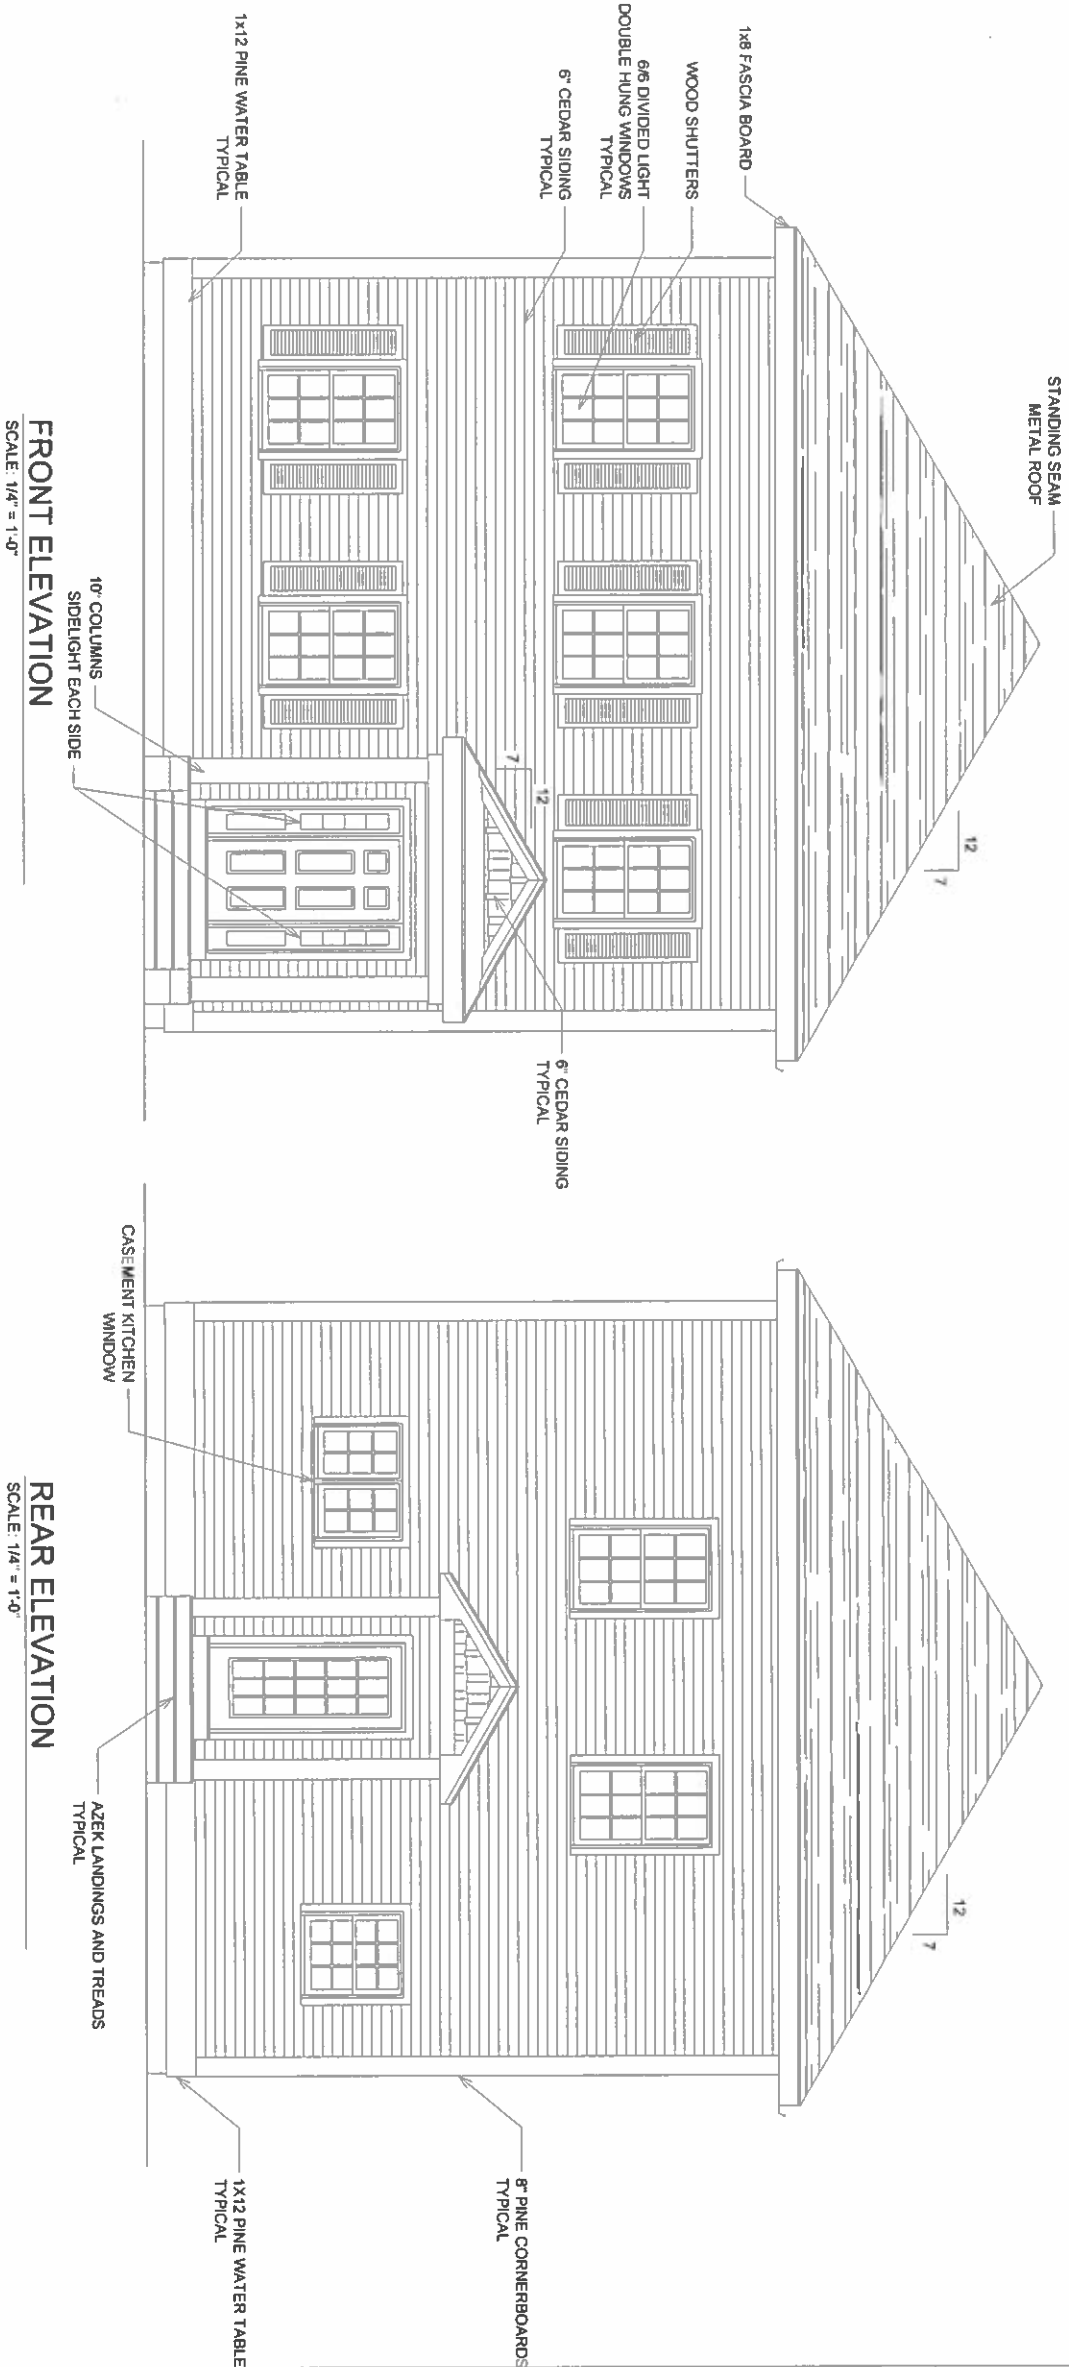 STANDING SEAM
METAL ROOF
12
7
1x8 FASCIA BOARD
WOOD SHUTTERS
6/6 DIVIDED LIGHT
DOUBLE HUNG WINDOWS
TYPICAL
6" CEDAR SIDING
TYPICAL
12
7
6" CEDAR SIDING
TYPICAL
1x12 PINE WATER TABLE
TYPICAL
10" COLUMNS
SIDELIGHT EACH SIDE
FRONT ELEVATION
SCALE: 1/4" = 1'-0"
12
7
8" PINE CORNERBOARDS
TYPICAL
1X12 PINE WATER TABLE
TYPICAL
CASEMENT KITCHEN
WINDOW
AZEK LANDINGS AND TREADS
TYPICAL
REAR ELEVATION
SCALE: 1/4" = 1'-0"